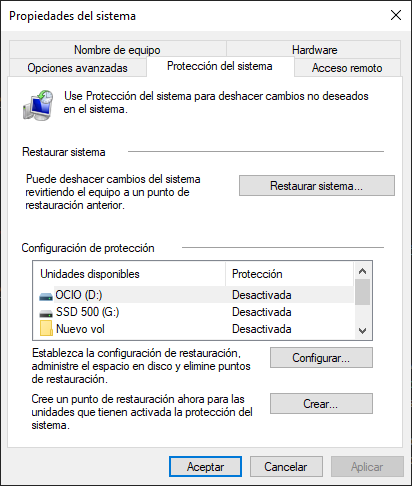 Propiedades del sistema
Nombre de equipo
Hardware
Opciones avanzadas
Protección del sistema
Acceso remoto
Use Protección del sistema para deshacer cambios no deseados
en el sistema.
Restaurar sistema
Puede deshacer cambios del sistema
revirtiendo el equipo a un punto de
restauración anterior.
Restaurar sistema...
Configuración de protección
Unidades disponibles
Protección
OCIO (D:)
Desactivada
SSD 500 (G:)
Desactivada
Nuevo vol
Desactivada
Establezca la configuración de restauración,
administre el espacio en disco y elimine puntos
de restauración.
Configurar...
Cree un punto de restauración ahora para las
unidades que tienen activada la protección del
sistema.
Crear...
Aceptar
Cancelar
Aplicar